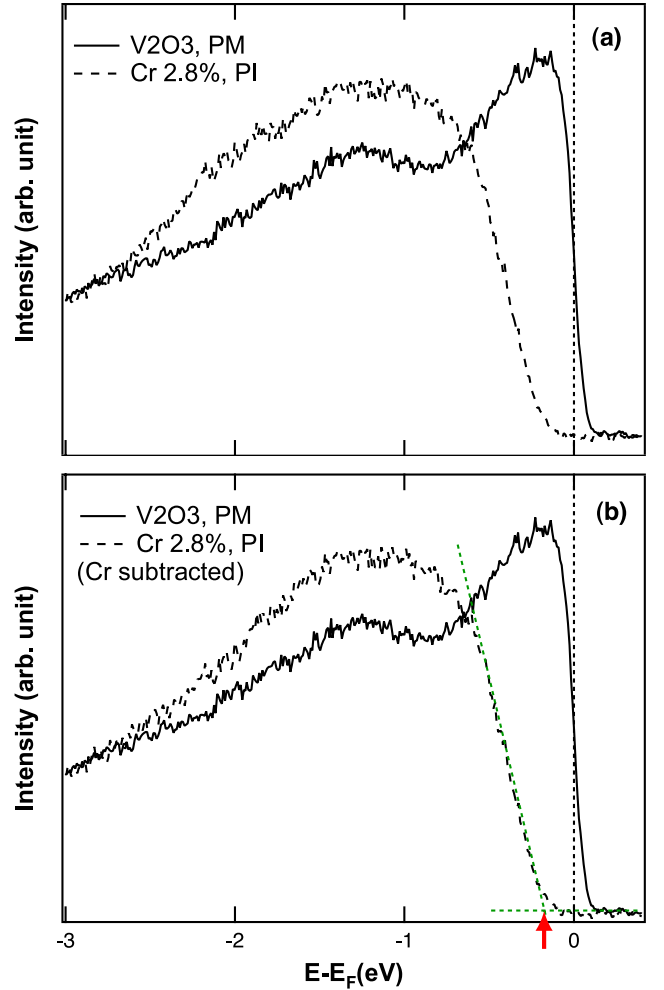 (a)
V2O3, PM
Cr 2.8%, PI
Intensity (arb. unit)
(b)
V2O3, PM
Cr 2.8%, PI
(Cr subtracted)
Intensity (arb. unit)
-3
-2
-1
0
E-EF(eV)